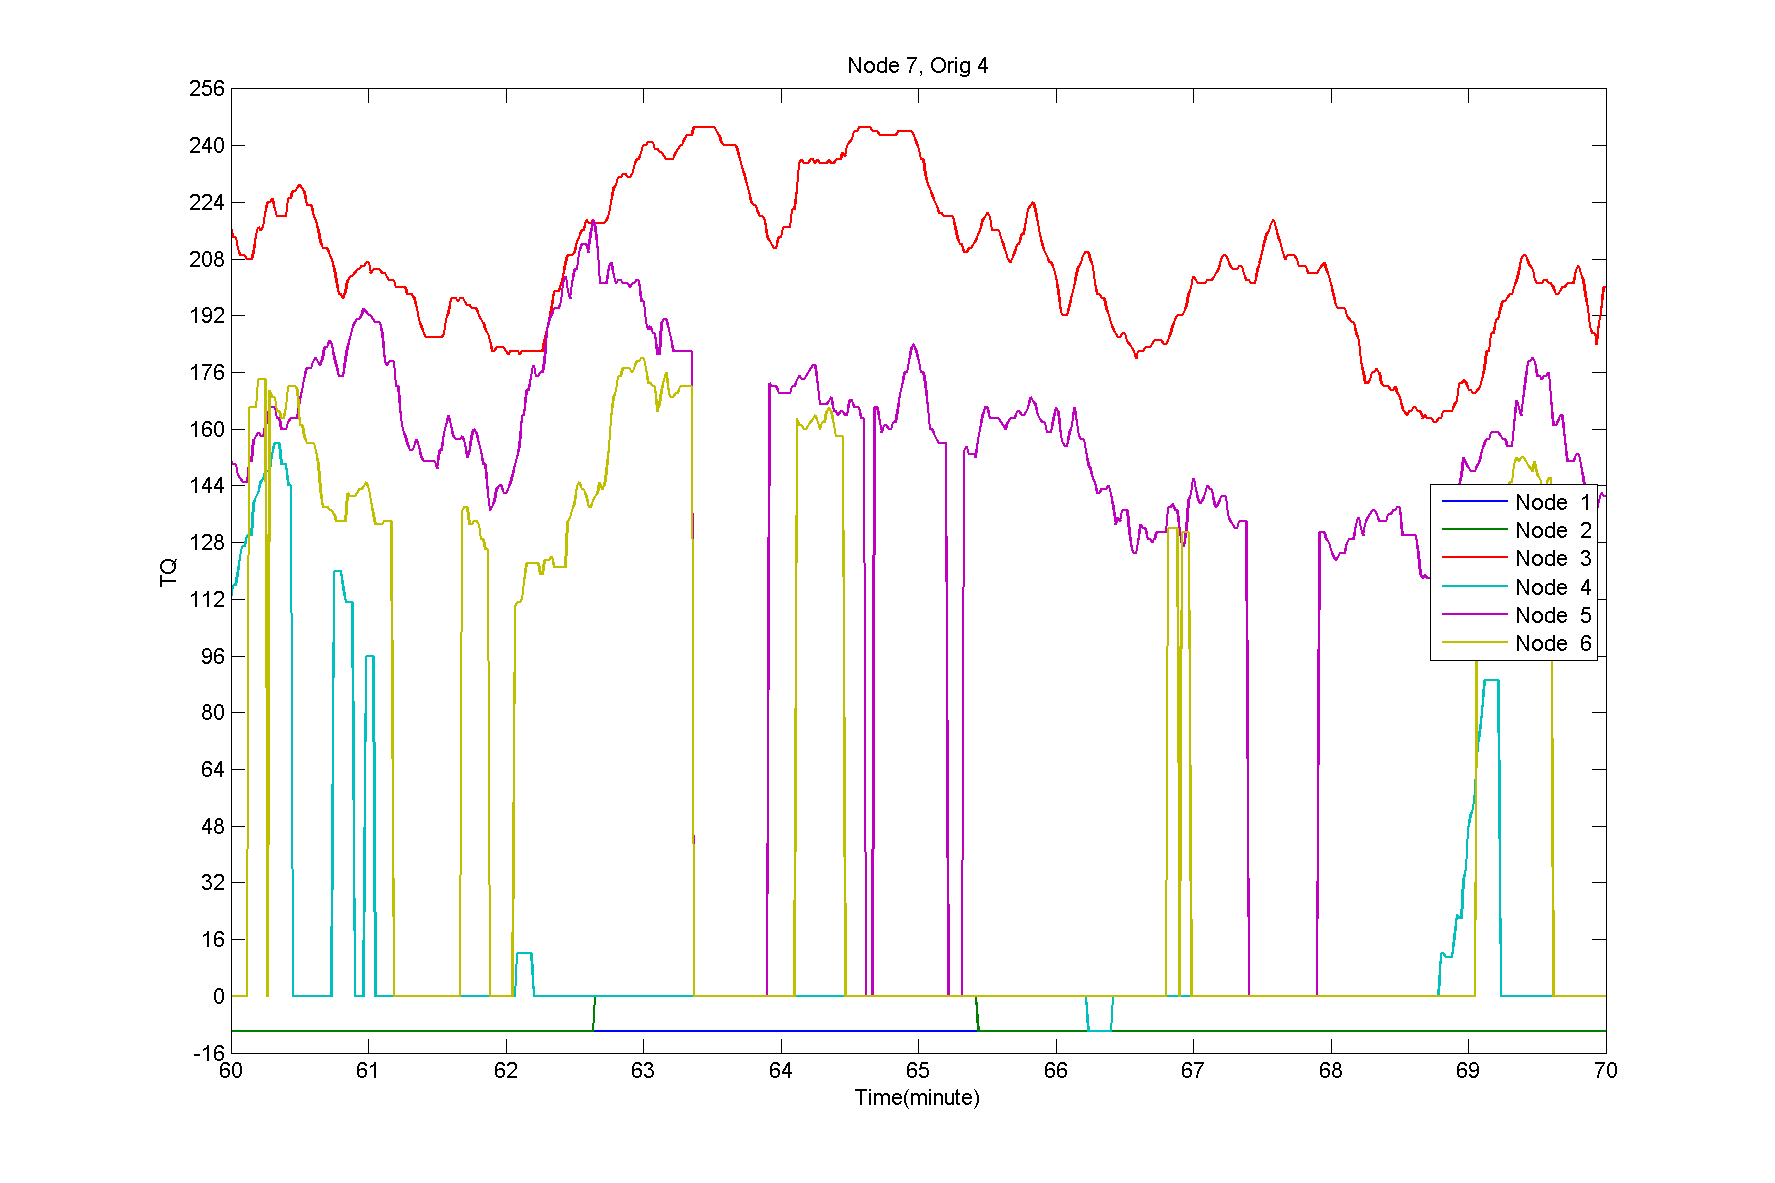 Node 7, Orig 4
256
240
224
208
192
176
160
144
128
112
96
80
64
48
32
16
0
-16
TQ
Node 1
Node 2
Node 3
Node 4
Node 5
Node 6
60 61 62 63 64 65 66 67 68 69 70
Time(minute)